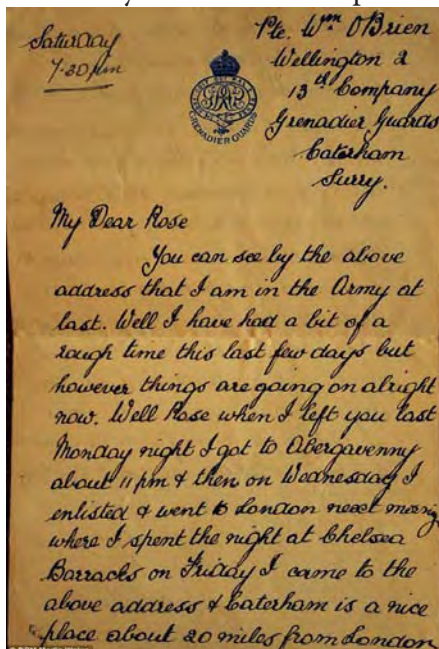 Saturday
7-30 pm
Pte. Wm OBrien
Wellington 2
13th Company
Grenadier Guards
Caterham
Surry.
GRENADIER GUARDS
My Dear Rose
You can see by the above
address that I am in the Army at
last. Well I have had a bit of a
rough time this last few days but
however things are going on alright
now. Well Rose when I left you last
Monday night I got to Abergavenny
about 11 pm & then on Wednesday I
enlisted & went to London next morning
where I spent the night at Chelsea
Barracks on Friday I came to the
above address & Caterham is a nice
place about 20 miles from London